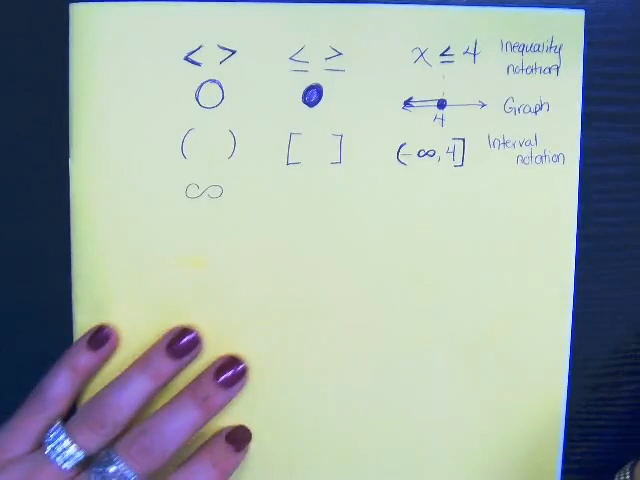 < > ≤ ≥ x ≤ 4 Inequality notation
4 Graph
( ) [ ] (-∞, 4] Interval notation
∞